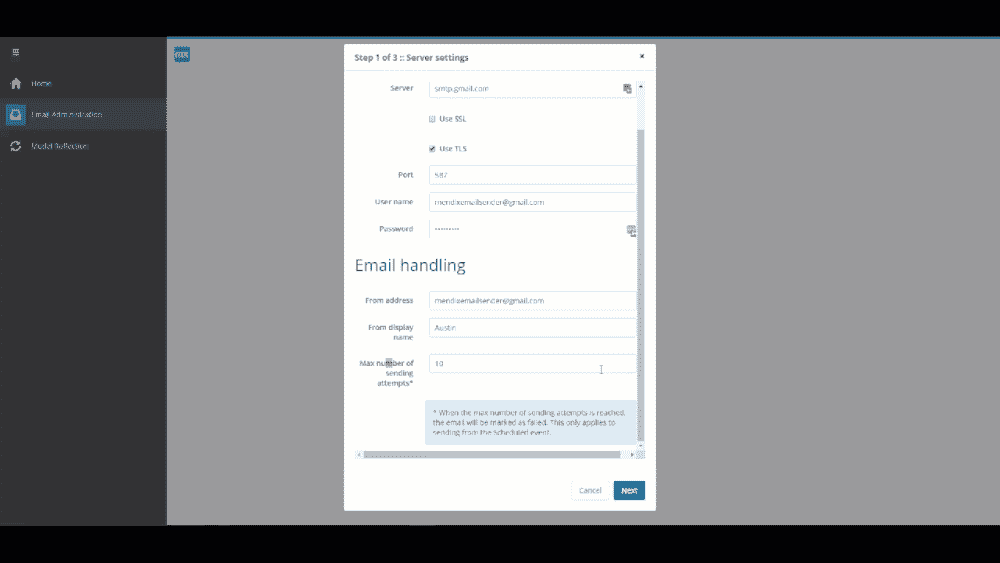 Step 1 of 3 :: Server settings
×
Home
Email Administration
Model Reflection
Server
smtp.gmail.com
Use SSL
Use TLS
Port
587
User name
mendixemailsender@gmail.com
Password
Email handling
From address
mendixemailsender@gmail.com
From display
name
Austin
Max number of
sending
attempts*
10
* When the max number of sending attempts is reached,
the email will be marked as failed. This only applies to
sending from the Scheduled event.
Cancel
Next